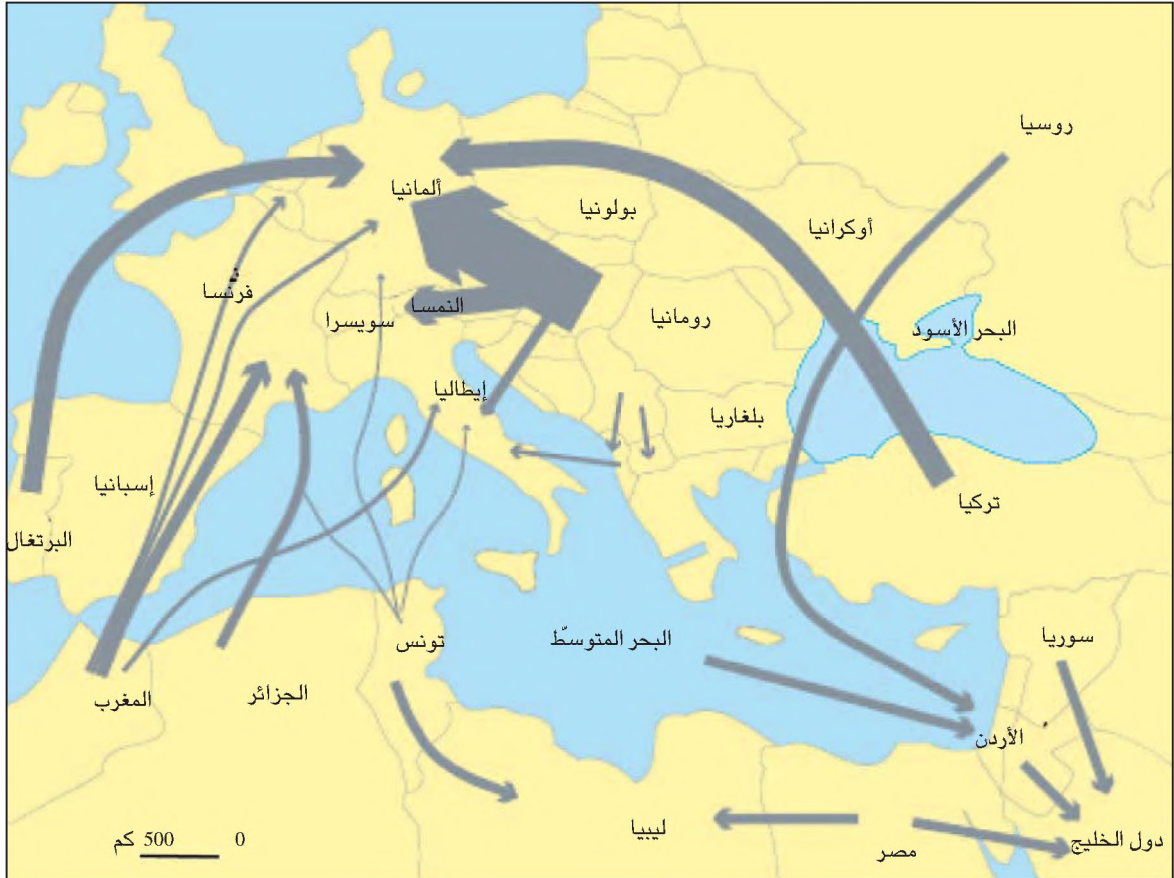 روسيا
ألمانيا
بولونيا
أوكرانيا
فرنسا
النمسا
سويسرا
رومانيا
البحر الأسود
إيطاليا
بلغاريا
إسبانيا
تركيا
البرتغال
تونس
البحر المتوسّط
سوريا
المغرب
الجزائر
الأردن
ليبيا
مصر
دول الخليج
0 500 كم